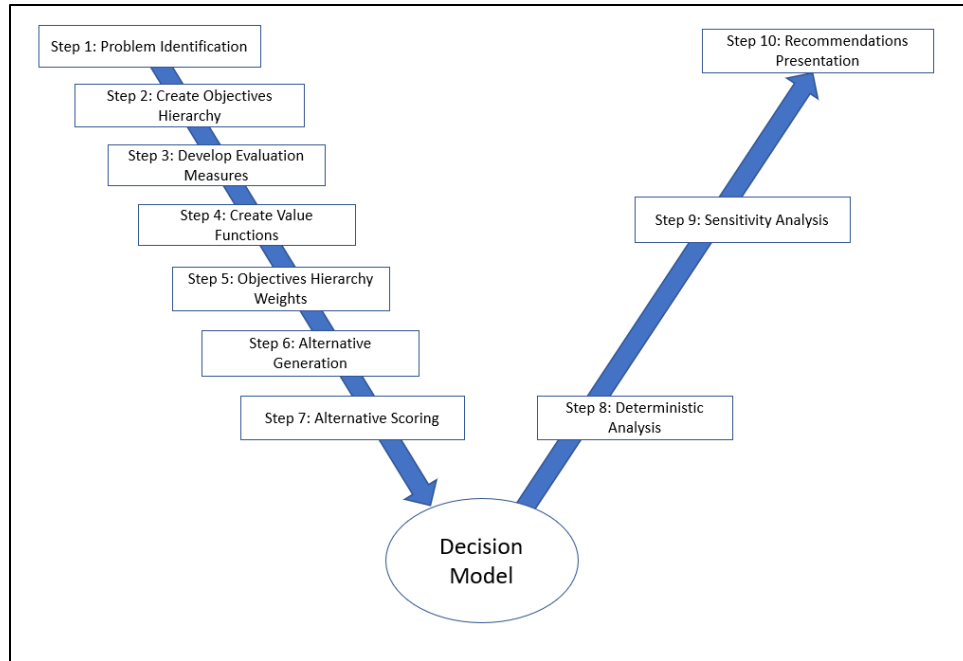 Step 1: Problem Identification
Step 2: Create Objectives
Hierarchy
Step 3: Develop Evaluation
Measures
Step 4: Create Value
Functions
Step 5: Objectives Hierarchy
Weights
Step 6: Alternative
Generation
Step 7: Alternative Scoring
Decision
Model
Step 8: Deterministic
Analysis
Step 9: Sensitivity Analysis
Step 10: Recommendations
Presentation